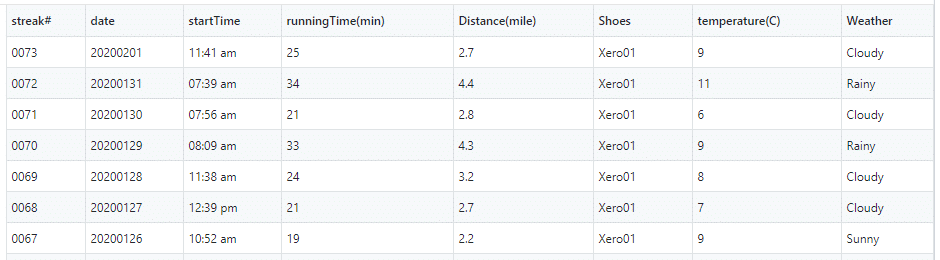 streak# date startTime runningTime(min) Distance(mile) Shoes temperature(C) Weather
0073 20200201 11:41 am 25 2.7 Xero01 9 Cloudy
0072 20200131 07:39 am 34 4.4 Xero01 11 Rainy
0071 20200130 07:56 am 21 2.8 Xero01 6 Cloudy
0070 20200129 08:09 am 33 4.3 Xero01 9 Rainy
0069 20200128 11:38 am 24 3.2 Xero01 8 Cloudy
0068 20200127 12:39 pm 21 2.7 Xero01 7 Cloudy
0067 20200126 10:52 am 19 2.2 Xero01 9 Sunny